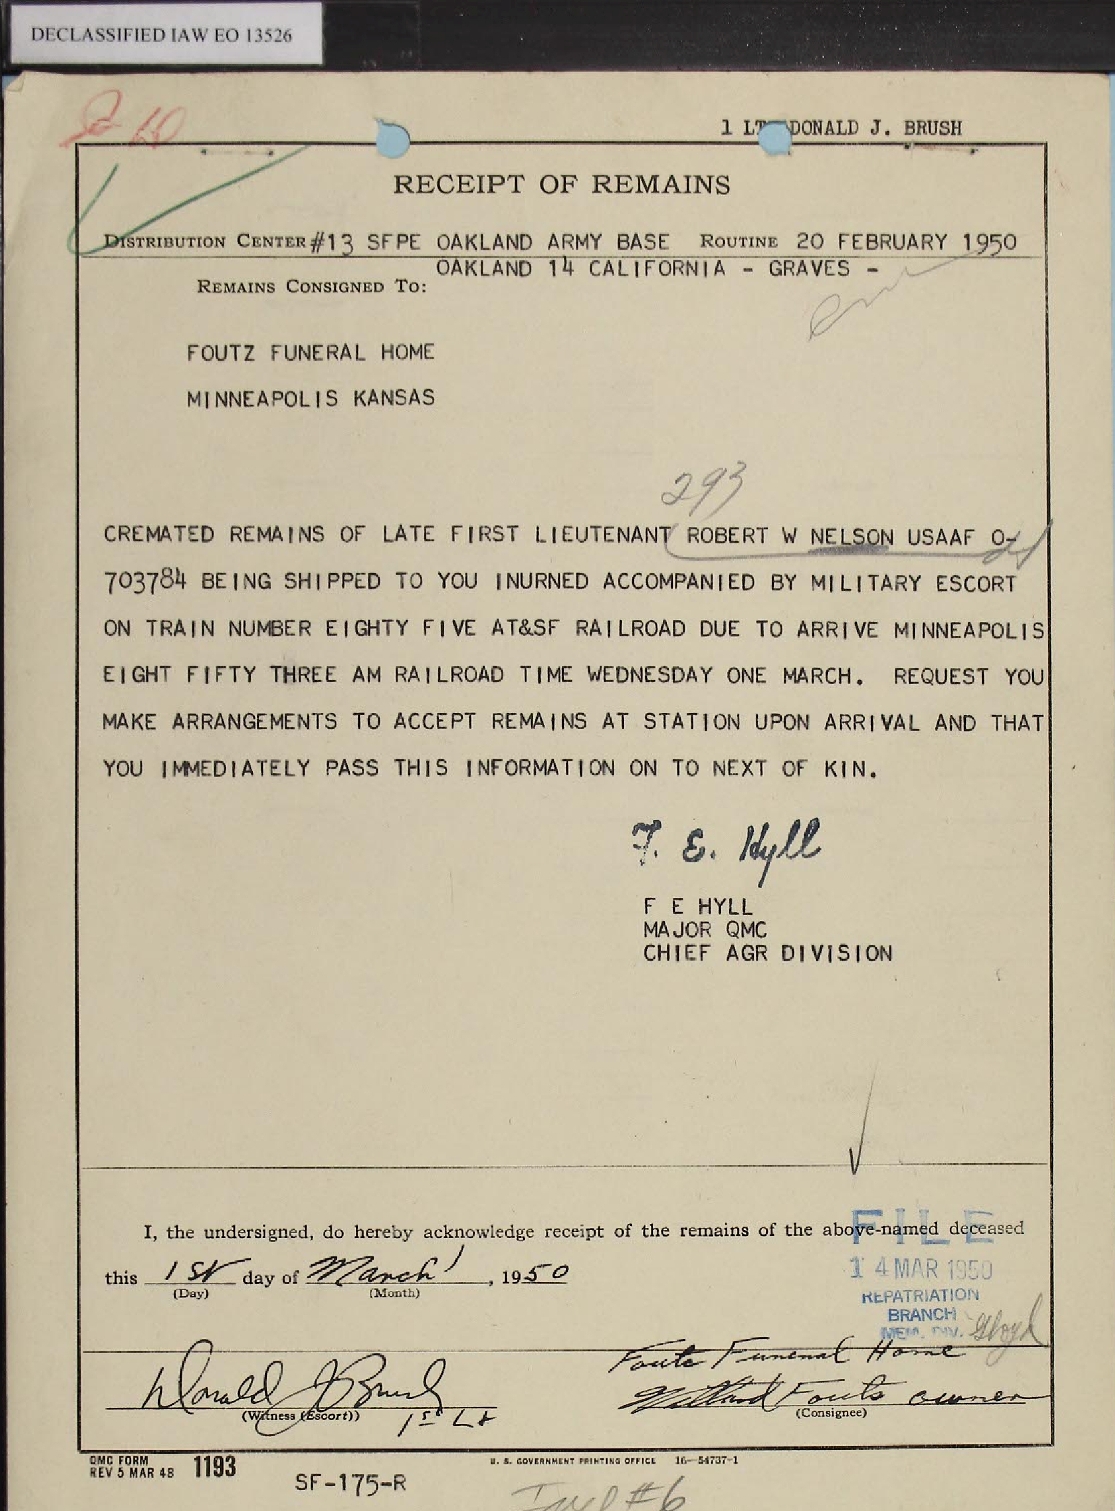 DECLASSIFIED IAW EO 13526
1 LT DONALD J. BRUSH
RECEIPT OF REMAINS
DISTRIBUTION CENTER #13 SFPE OAKLAND ARMY BASE ROUTINE 20 FEBRUARY 1950
OAKLAND 14 CALIFORNIA - GRAVES -
REMAINS CONSIGNED TO:
FOUTZ FUNERAL HOME
MINNEAPOLIS KANSAS
293
CREMATED REMAINS OF LATE FIRST LIEUTENANT ROBERT W NELSON USAAF O-
703784 BEING SHIPPED TO YOU INURNED ACCOMPANIED BY MILITARY ESCORT
ON TRAIN NUMBER EIGHTY FIVE AT&SF RAILROAD DUE TO ARRIVE MINNEAPOLIS
EIGHT FIFTY THREE AM RAILROAD TIME WEDNESDAY ONE MARCH. REQUEST YOU
MAKE ARRANGEMENTS TO ACCEPT REMAINS AT STATION UPON ARRIVAL AND THAT
YOU IMMEDIATELY PASS THIS INFORMATION ON TO NEXT OF KIN.
F. E. Hyll
F E HYLL
MAJOR QMC
CHIEF AGR DIVISION
I, the undersigned, do hereby acknowledge receipt of the remains of the above-named deceased
this 1st day of March, 1950
(Day) (Month)
FILE
14 MAR 1950
REPATRIATION
BRANCH
MEM. DIV.
Foutz Funeral Home
Donald J Brush
Foutz owner
(Witness (Escort)) (Consignee)
1st Lt
QMC FORM
REV 5 MAR 48 1193
U. S. GOVERNMENT PRINTING OFFICE 16—54737-1
SF-175-R
Incl #6